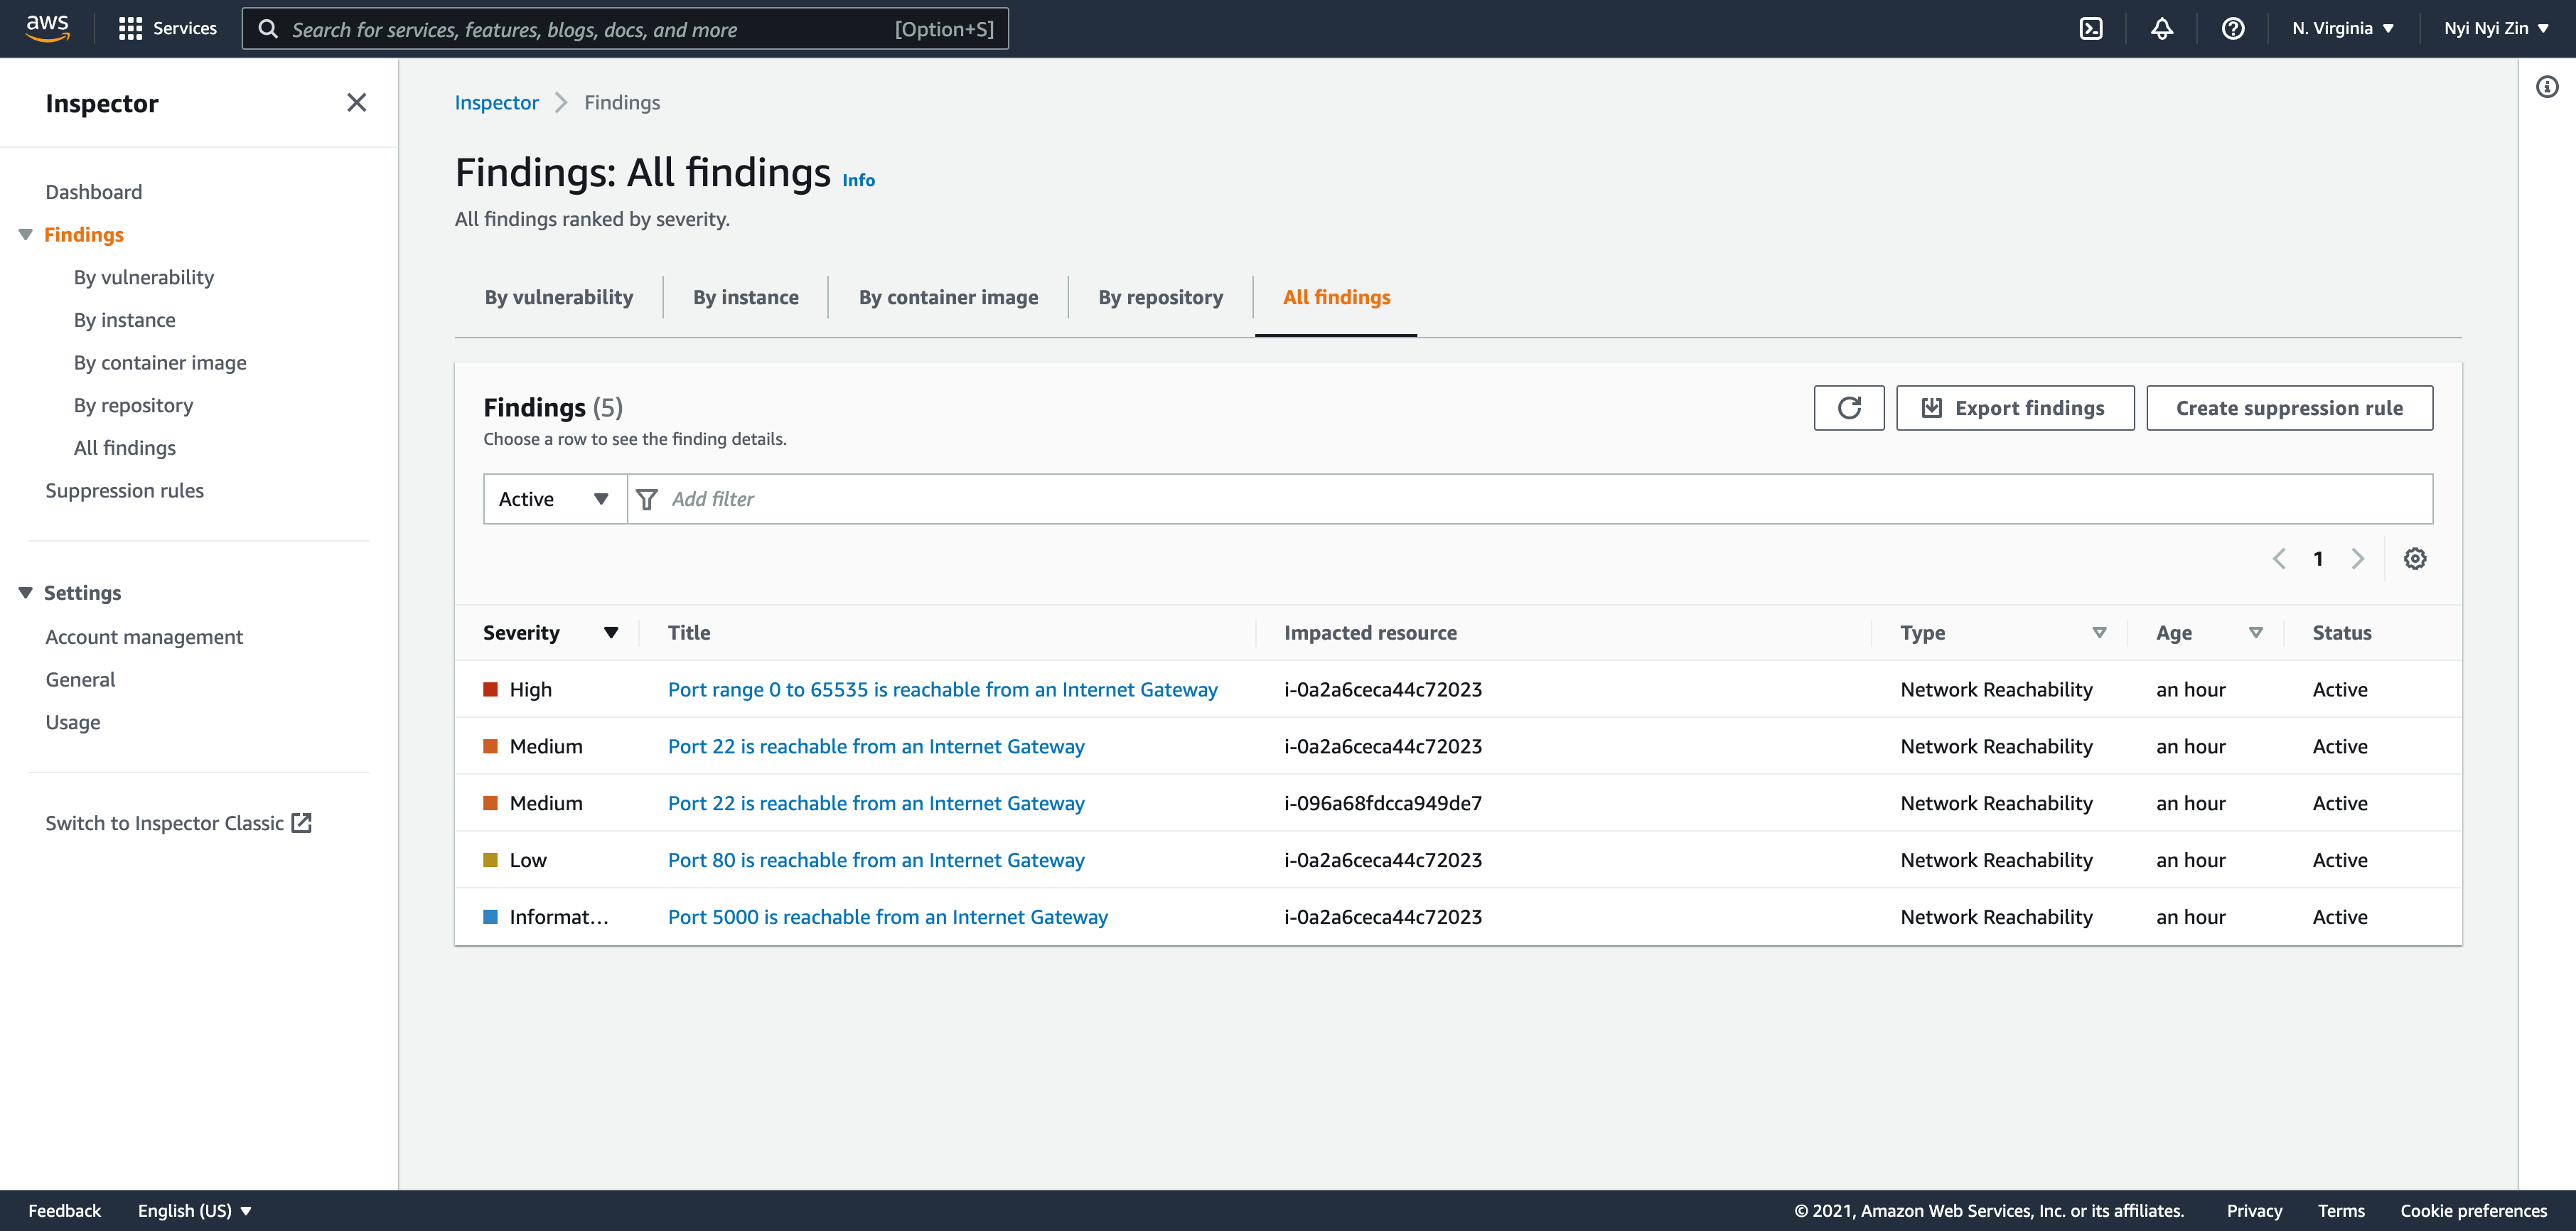 aws Services Search for services, features, blogs, docs, and more [Option+S] N. Virginia Nyi Nyi Zin
Inspector
Dashboard
Findings
By vulnerability
By instance
By container image
By repository
All findings
Suppression rules
Settings
Account management
General
Usage
Switch to Inspector Classic
Inspector Findings
Findings: All findings Info
All findings ranked by severity.
By vulnerability By instance By container image By repository All findings
Findings (5) Export findings Create suppression rule
Choose a row to see the finding details.
Active Add filter
1
Severity Title Impacted resource Type Age Status
High Port range 0 to 65535 is reachable from an Internet Gateway i-0a2a6ceca44c72023 Network Reachability an hour Active
Medium Port 22 is reachable from an Internet Gateway i-0a2a6ceca44c72023 Network Reachability an hour Active
Medium Port 22 is reachable from an Internet Gateway i-096a68fdcca949de7 Network Reachability an hour Active
Low Port 80 is reachable from an Internet Gateway i-0a2a6ceca44c72023 Network Reachability an hour Active
Informat... Port 5000 is reachable from an Internet Gateway i-0a2a6ceca44c72023 Network Reachability an hour Active
Feedback English (US) © 2021, Amazon Web Services, Inc. or its affiliates. Privacy Terms Cookie preferences